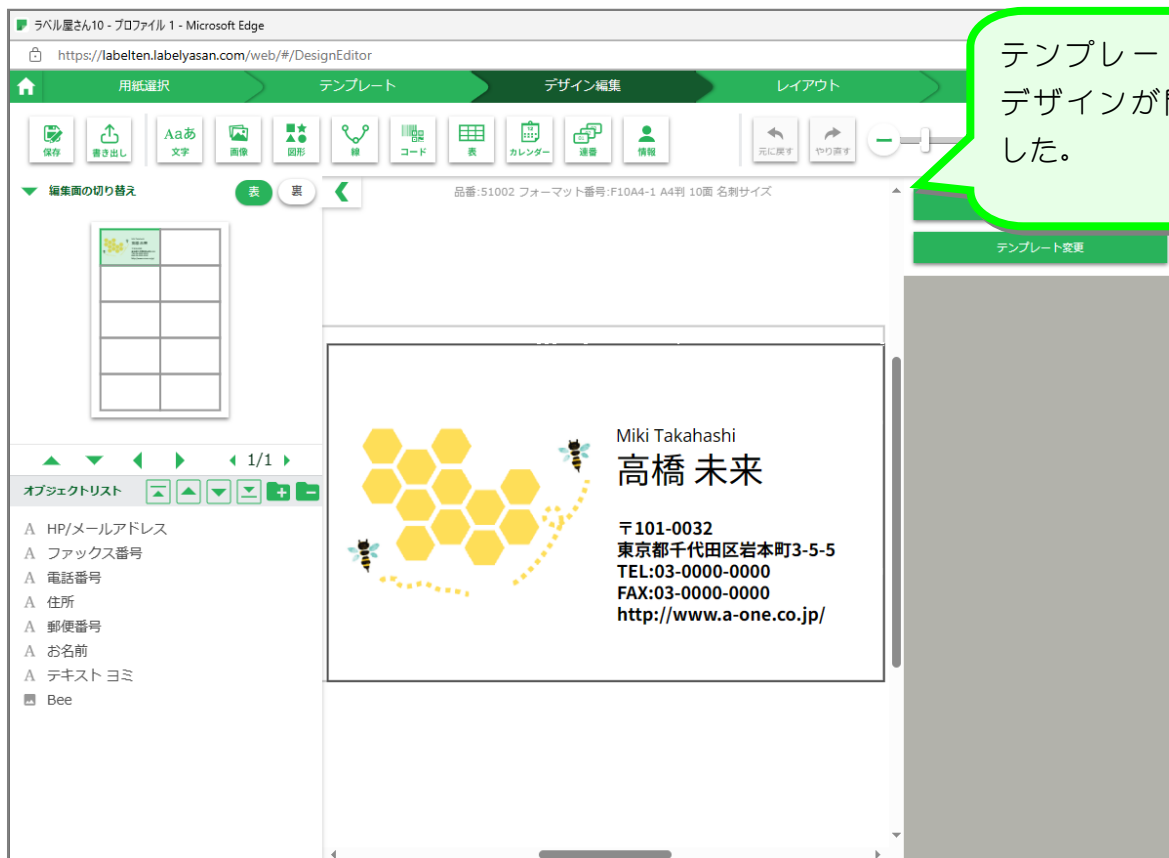 ラベル屋さん10 - プロファイル 1 - Microsoft Edge
https://labelten.labelyasan.com/web/#/DesignEditor
用紙選択
テンプレート
デザイン編集
レイアウト
保存
書き出し
Aaあ
文字
画像
図形
線
コード
表
カレンダー
連番
情報
元に戻す
やり直す
テンプレー
デザインが
した。
編集面の切り替え
表
裏
品番:51002 フォーマット番号:F10A4-1 A4判 10面 名刺サイズ
テンプレート変更
1/1
オブジェクトリスト
A HP/メールアドレス
A ファックス番号
A 電話番号
A 住所
A 郵便番号
A お名前
A テキスト ヨミ
Bee
Miki Takahashi
高橋 未来
〒101-0032
東京都千代田区岩本町3-5-5
TEL:03-0000-0000
FAX:03-0000-0000
http://www.a-one.co.jp/